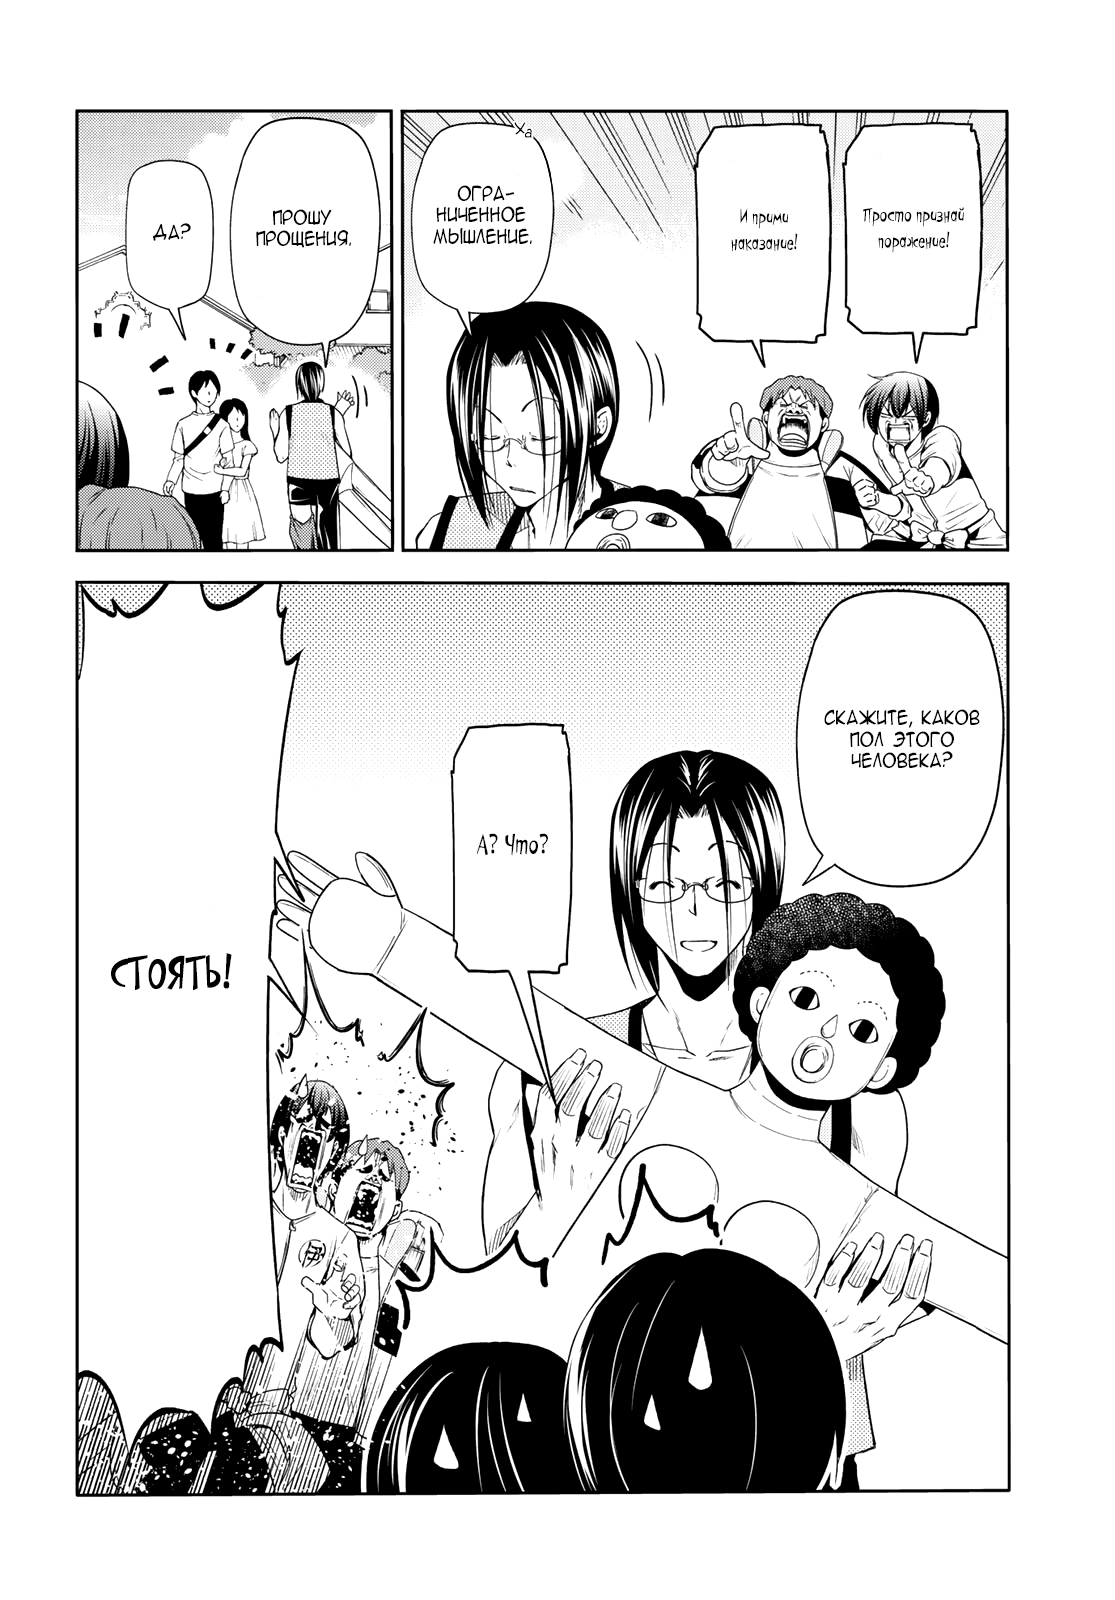 Просто признай
поражение!
И прими
наказание!
Ха
ОГРА-
НИЧЕННОЕ
МЫШЛЕНИЕ.
ПРОШУ
ПРОЩЕНИЯ.
ДА?
СКАЖИТЕ, КАКОВ
ПОЛ ЭТОГО
ЧЕЛОВЕКА?
А? Что?
СТОЯТЬ!